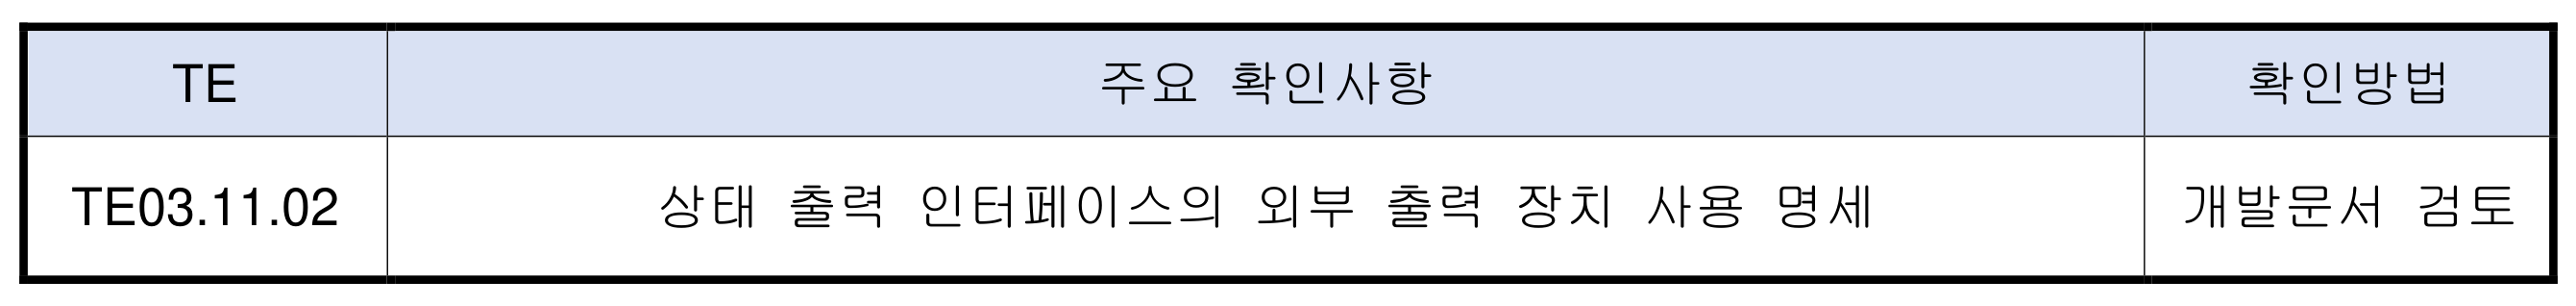 TE 주요 확인사항 확인방법
TE03.11.02 상태 출력 인터페이스의 외부 출력 장치 사용 명세 개발문서 검토